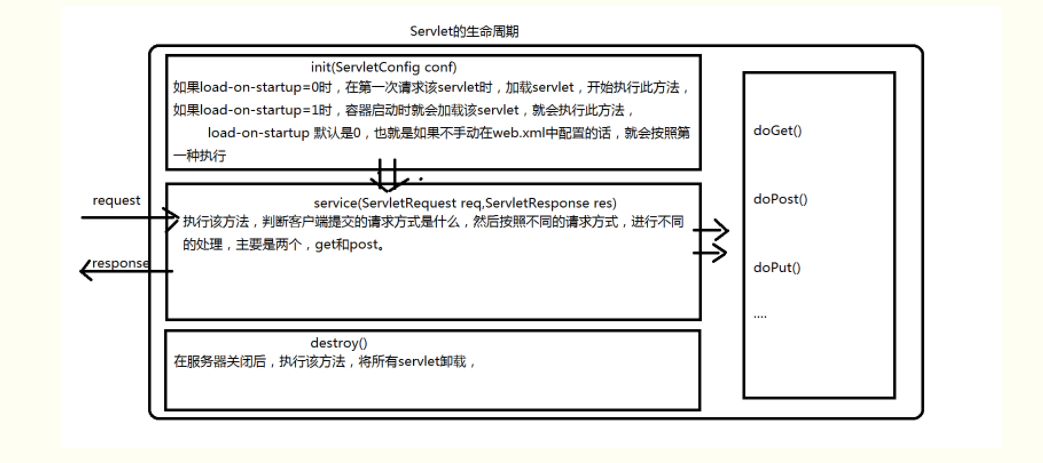 Servlet的生命周期
init(ServletConfig conf)
如果load-on-startup=0时，在第一次请求该servlet时，加载servlet，开始执行此方法，
如果load-on-startup=1时，容器启动时就会加载该servlet，就会执行此方法，
load-on-startup 默认是0，也就是如果不手动在web.xml中配置的话，就会按照第
一种执行
request
service(ServletRequest req,ServletResponse res)
执行该方法，判断客户端提交的请求方式是什么，然后按照不同的请求方式，进行不同
的处理，主要是两个，get和post。
response
destroy()
在服务器关闭后，执行该方法，将所有servlet卸载，
doGet()
doPost()
doPut()
....